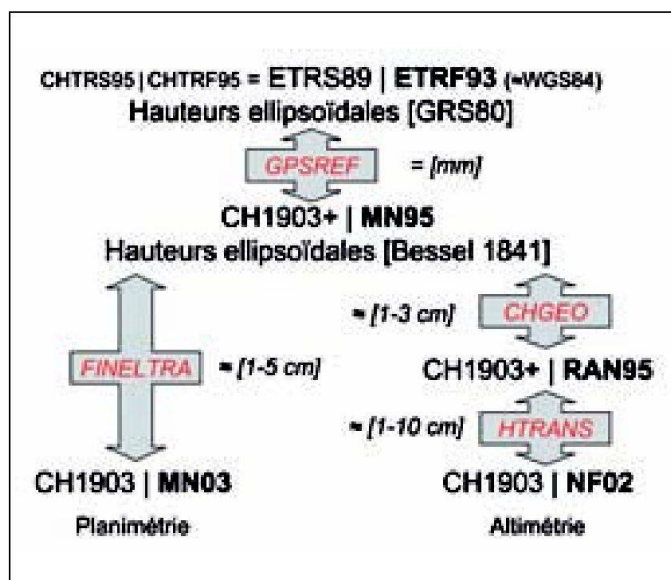 CHTRS95 | CHTRF95 = ETRS89 | ETRF93 (≈WGS84)
Hauteurs ellipsoïdales [GRS80]
GPSREF = [mm]
CH1903+ | MN95
Hauteurs ellipsoïdales [Bessel 1841]
≈ [1-3 cm] CHGEO
FINELTRA ≈ [1-5 cm]
CH1903+ | RAN95
≈ [1-10 cm] HTRANS
CH1903 | MN03 CH1903 | NF02
Planimétrie Altimétrie